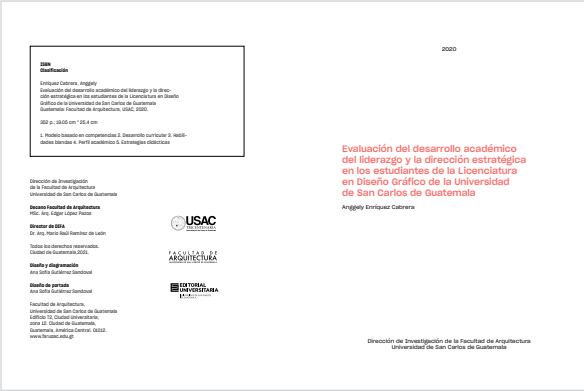 ISBN
Clasificación
Enríquez Cabrera, Anggely
Evaluación del desarrollo académico del liderazgo y la direc-
ción estratégica en los estudiantes de la Licenciatura en Diseño
Gráfico de la Universidad de San Carlos de Guatemala
Guatemala: Facultad de Arquitectura, USAC, 2020.
352 p.; 19.05 cm * 25.4 cm
1. Modelo basado en competencias 2. Desarrollo curricular 3. Habili-
dades blandas 4. Perfil académico 5. Estrategias didácticas
Dirección de Investigación
de la Facultad de Arquitectura
Universidad de San Carlos de Guatemala
Decano Facultad de Arquitectura
MSc. Arq. Edgar López Pazos
Director de DIFA
Dr. Arq. Mario Raúl Ramírez de León
Todos los derechos reservados.
Ciudad de Guatemala, 2021.
Diseño y diagramación
Ana Sofía Gutiérrez Sandoval
Diseño de portada
Ana Sofía Gutiérrez Sandoval
Facultad de Arquitectura,
Universidad de San Carlos de Guatemala
Edificio T2, Ciudad Universitaria,
zona 12. Ciudad de Guatemala,
Guatemala, América Central. 01012.
www.farusac.edu.gt
USAC
TRICENTENARIA
FACULTAD DE
ARQUITECTURA
EDITORIAL
UNIVERSITARIA
2020
Evaluación del desarrollo académico
del liderazgo y la dirección estratégica
en los estudiantes de la Licenciatura
en Diseño Gráfico de la Universidad
de San Carlos de Guatemala
Anggely Enríquez Cabrera
Dirección de Investigación de la Facultad de Arquitectura
Universidad de San Carlos de Guatemala